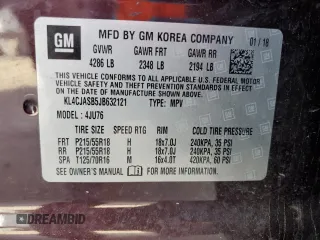 GM
MFD BY GM KOREA COMPANY
01 / 18
GVWR GAWR FRT GAWR RR
4286 LB 2348 LB 2194 LB
THIS VEHICLE CONFORMS TO ALL APPLICABLE U.S. FEDERAL MOTOR
VEHICLE SAFETY AND THEFT PREVENTION STANDARDS IN EFFECT ON
THE DATE OF MANUFACTURE SHOWN ABOVE.
KL4CJASB5JB632121 TYPE: MPV
MODEL : 4JU76
TIRE SIZE SPEED RTG RIM COLD TIRE PRESSURE
FRT P215/55R18 H 18x7.0J 240KPA, 35 PSI
RR P215/55R18 H 18x7.0J 240KPA, 35 PSI
SPA T125/70R16 M 16x4.0T 420KPA, 60 PSI
SEE OWNER'S MANUAL FOR MORE INFORMATION.
DAREAMBID